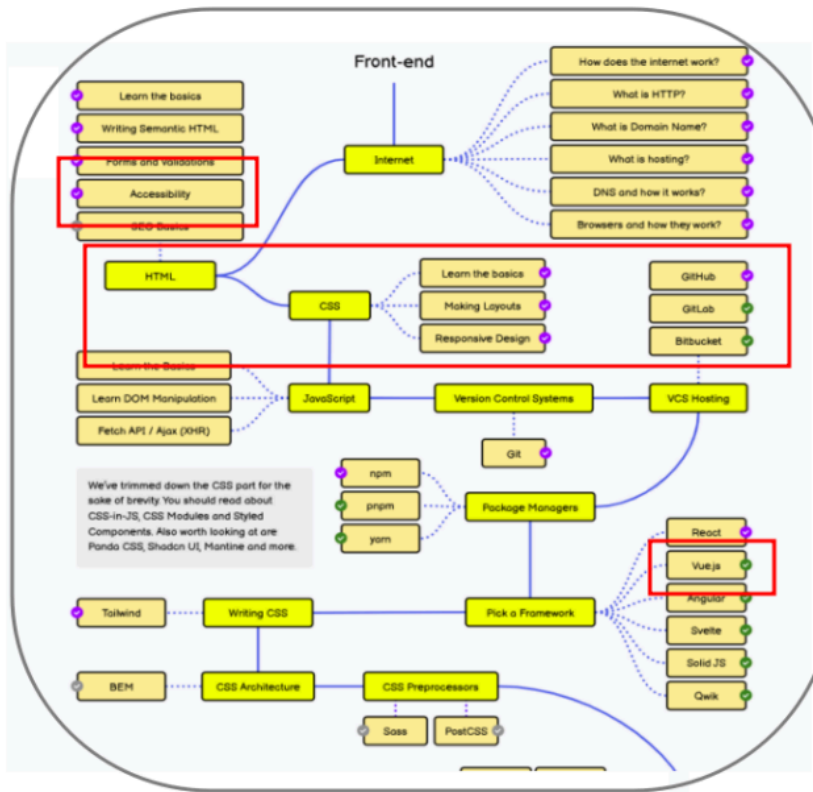 Front-end
How does the internet work?
What is HTTP?
What is Domain Name?
What is hosting?
DNS and how it works?
Browsers and how they work?
Internet
Learn the basics
Writing Semantic HTML
Forms and Validations
Accessibility
SEO Basics
HTML
CSS
Learn the basics
Making Layouts
Responsive Design
GitHub
GitLab
Bitbucket
Learn the Basics
Learn DOM Manipulation
Fetch API / Ajax (XHR)
JavaScript
Version Control Systems
VCS Hosting
Git
We've trimmed down the CSS part for the
sake of brevity. You should read about
CSS-in-JS, CSS Modules and Styled
Components. Also worth looking at are
Panda CSS, Shadcn UI, Mantine and more.
npm
pnpm
yarn
Package Managers
React
Vue.js
Angular
Svelte
Solid JS
Qwik
Tailwind
Writing CSS
Pick a Framework
BEM
CSS Architecture
CSS Preprocessors
Sass
PostCSS